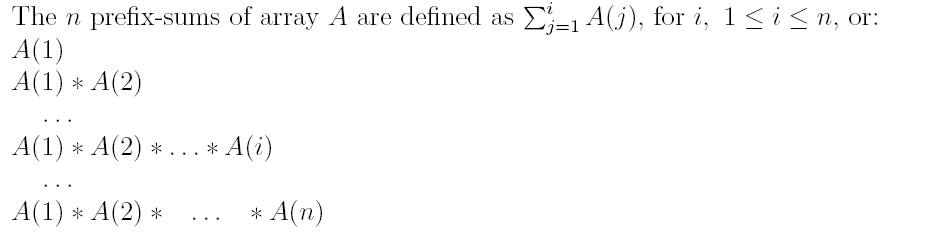 The n prefix-sums of array A are defined as ∑_{j=1}^{i} A(j), for i, 1 ≤ i ≤ n, or:
A(1)
A(1) ∗ A(2)
. . .
A(1) ∗ A(2) ∗ . . . ∗ A(i)
. . .
A(1) ∗ A(2) ∗ . . . ∗ A(n)